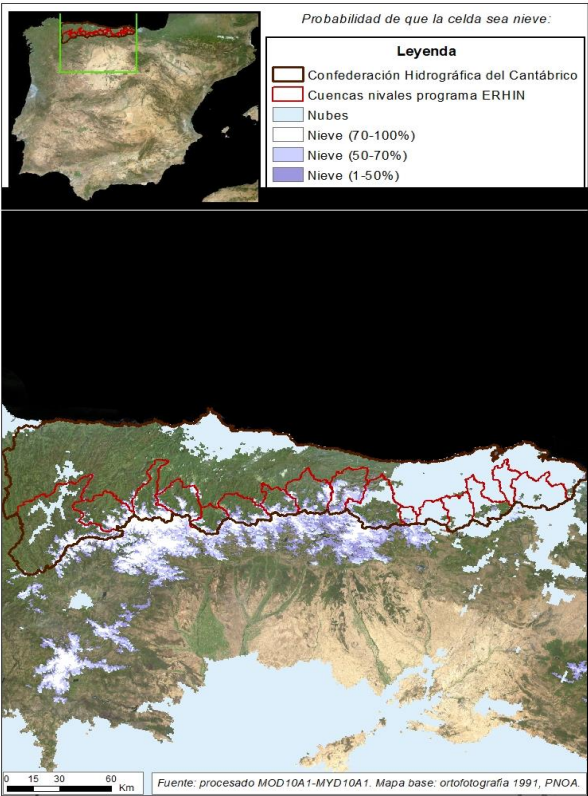 Probabilidad de que la celda sea nieve:
Leyenda
Confederación Hidrográfica del Cantábrico
Cuencas nivales programa ERHIN
Nubes
Nieve (70-100%)
Nieve (50-70%)
Nieve (1-50%)
0 15 30 60
Km
Fuente: procesado MOD10A1-MYD10A1. Mapa base: ortofotografía 1991, PNOA.